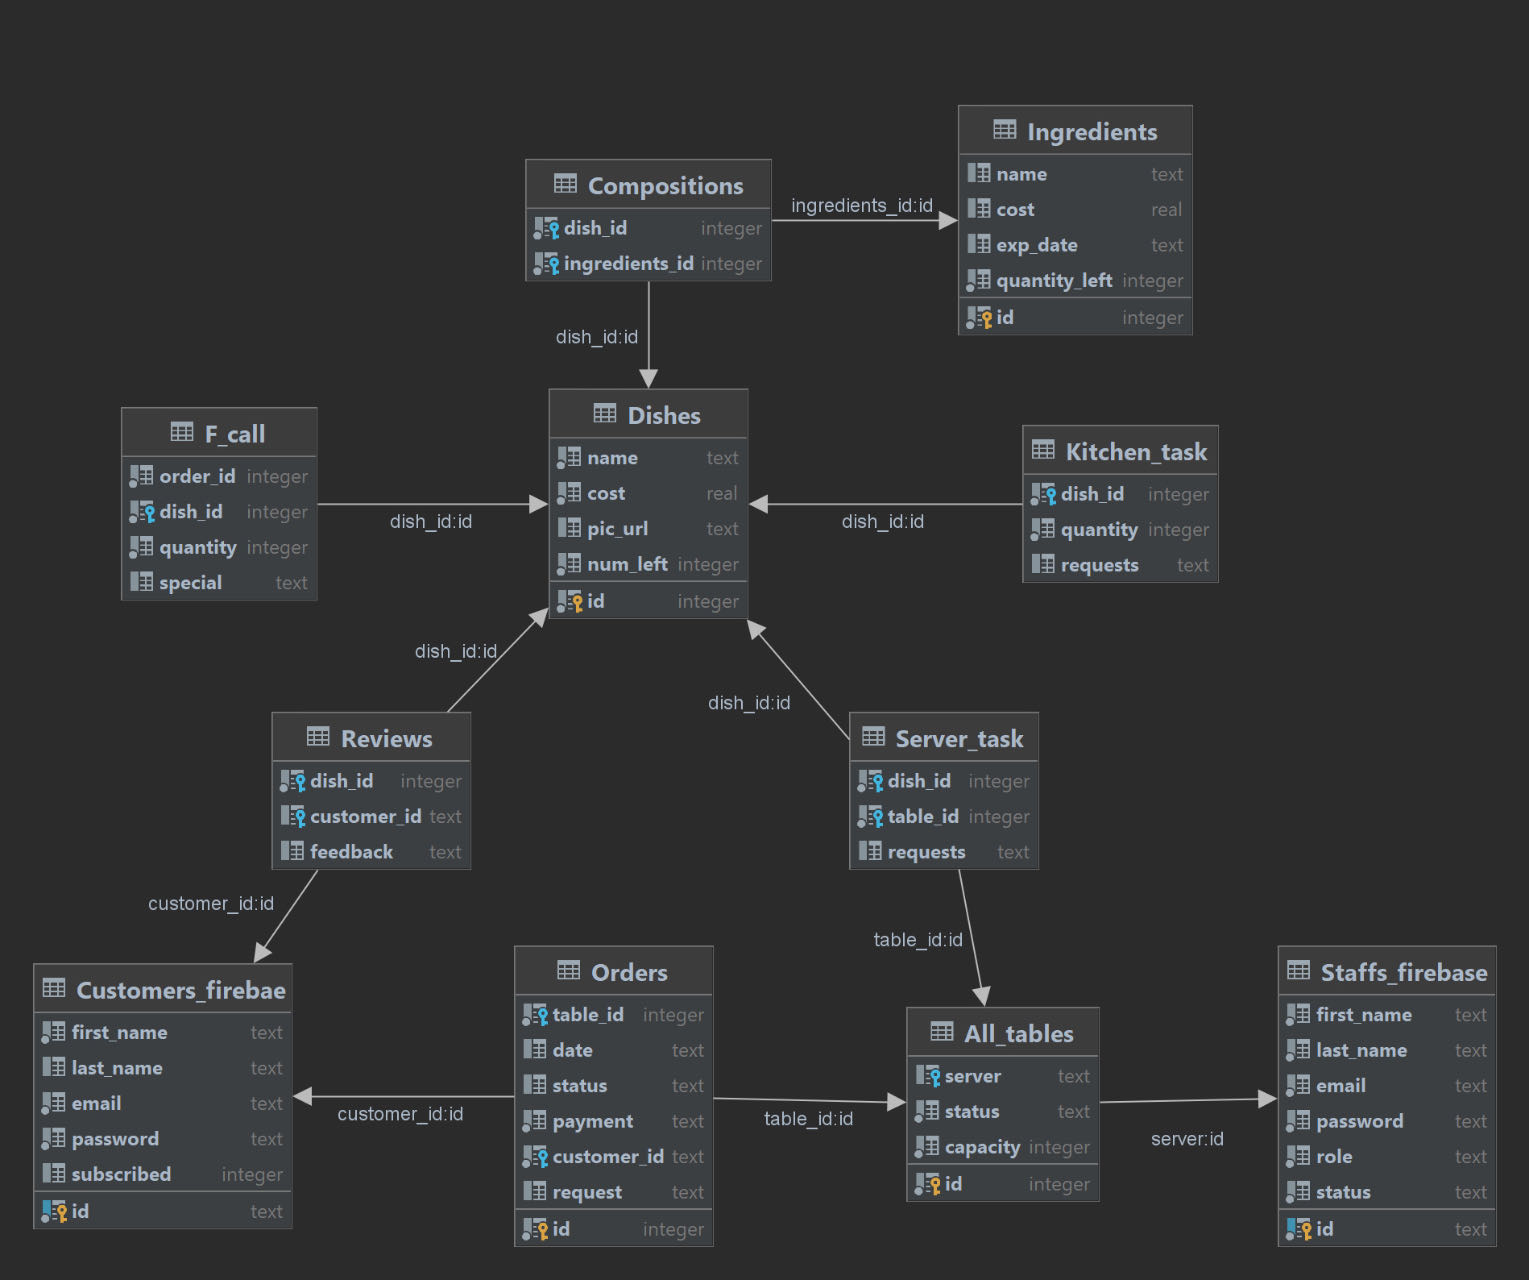 Ingredients
name text
cost real
exp_date text
quantity_left integer
id integer
Compositions
dish_id integer
ingredients_id integer
ingredients_id:id
dish_id:id
F_call
order_id integer
dish_id integer
quantity integer
special text
dish_id:id
Dishes
name text
cost real
pic_url text
num_left integer
id integer
dish_id:id
Kitchen_task
dish_id integer
quantity integer
requests text
dish_id:id
dish_id:id
Reviews
dish_id integer
customer_id text
feedback text
Server_task
dish_id integer
table_id integer
requests text
customer_id:id
table_id:id
Customers_firebae
first_name text
last_name text
email text
password text
subscribed integer
id text
customer_id:id
Orders
table_id integer
date text
status text
payment text
customer_id text
request text
id integer
table_id:id
All_tables
server text
status text
capacity integer
id integer
server:id
Staffs_firebase
first_name text
last_name text
email text
password text
role text
status text
id text